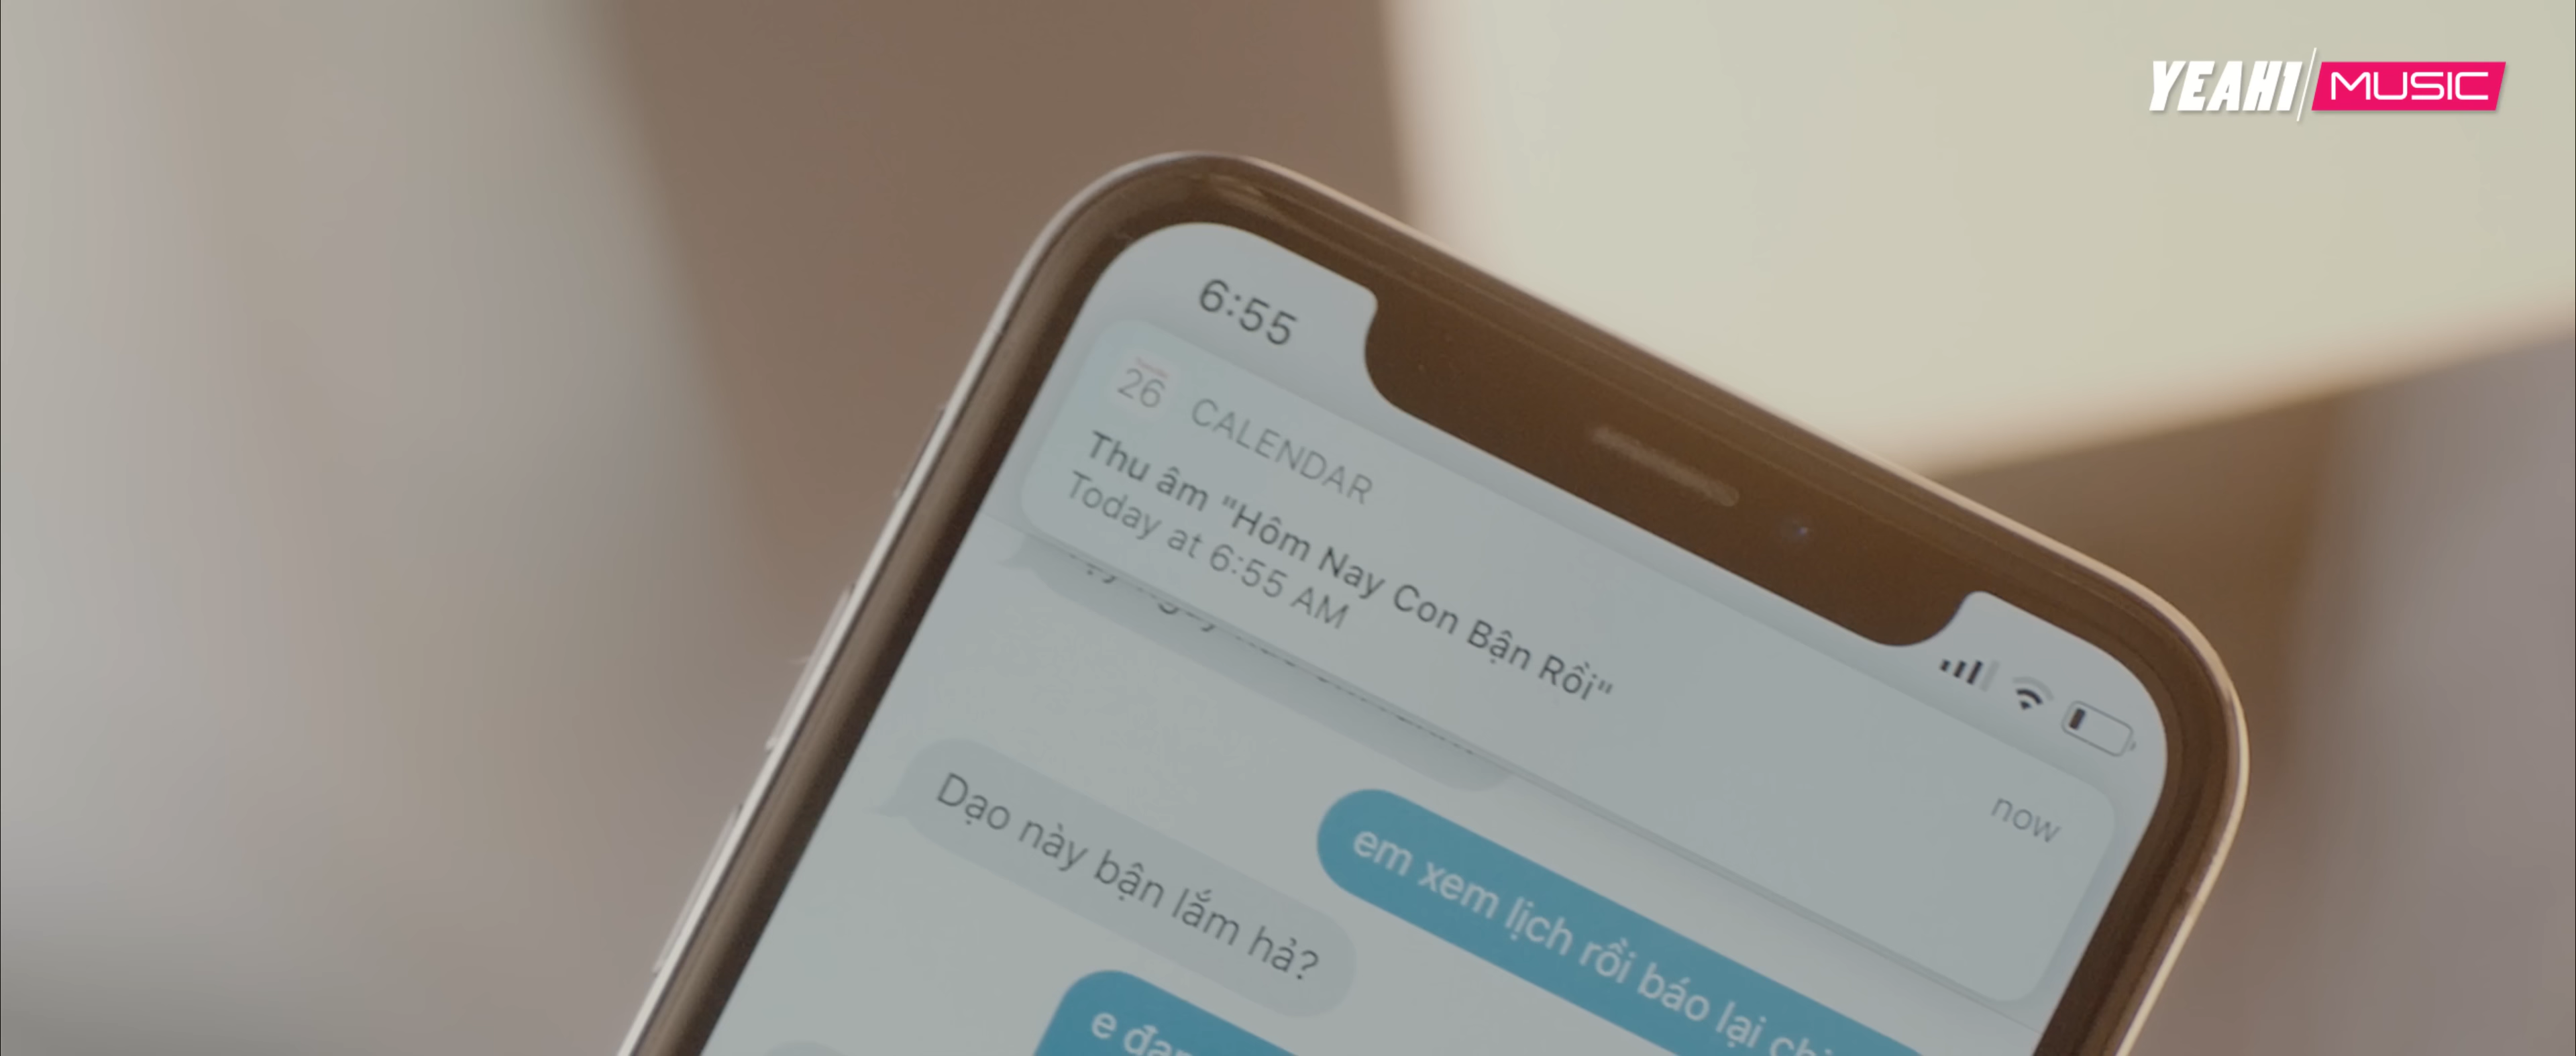 YEAH1 MUSIC
6:55
26 CALENDAR
now
Thu âm "Hôm Nay Con Bận Rồi"
Today at 6:55 AM
em xem lịch rồi báo lại
Dạo này bận lắm hả?
e